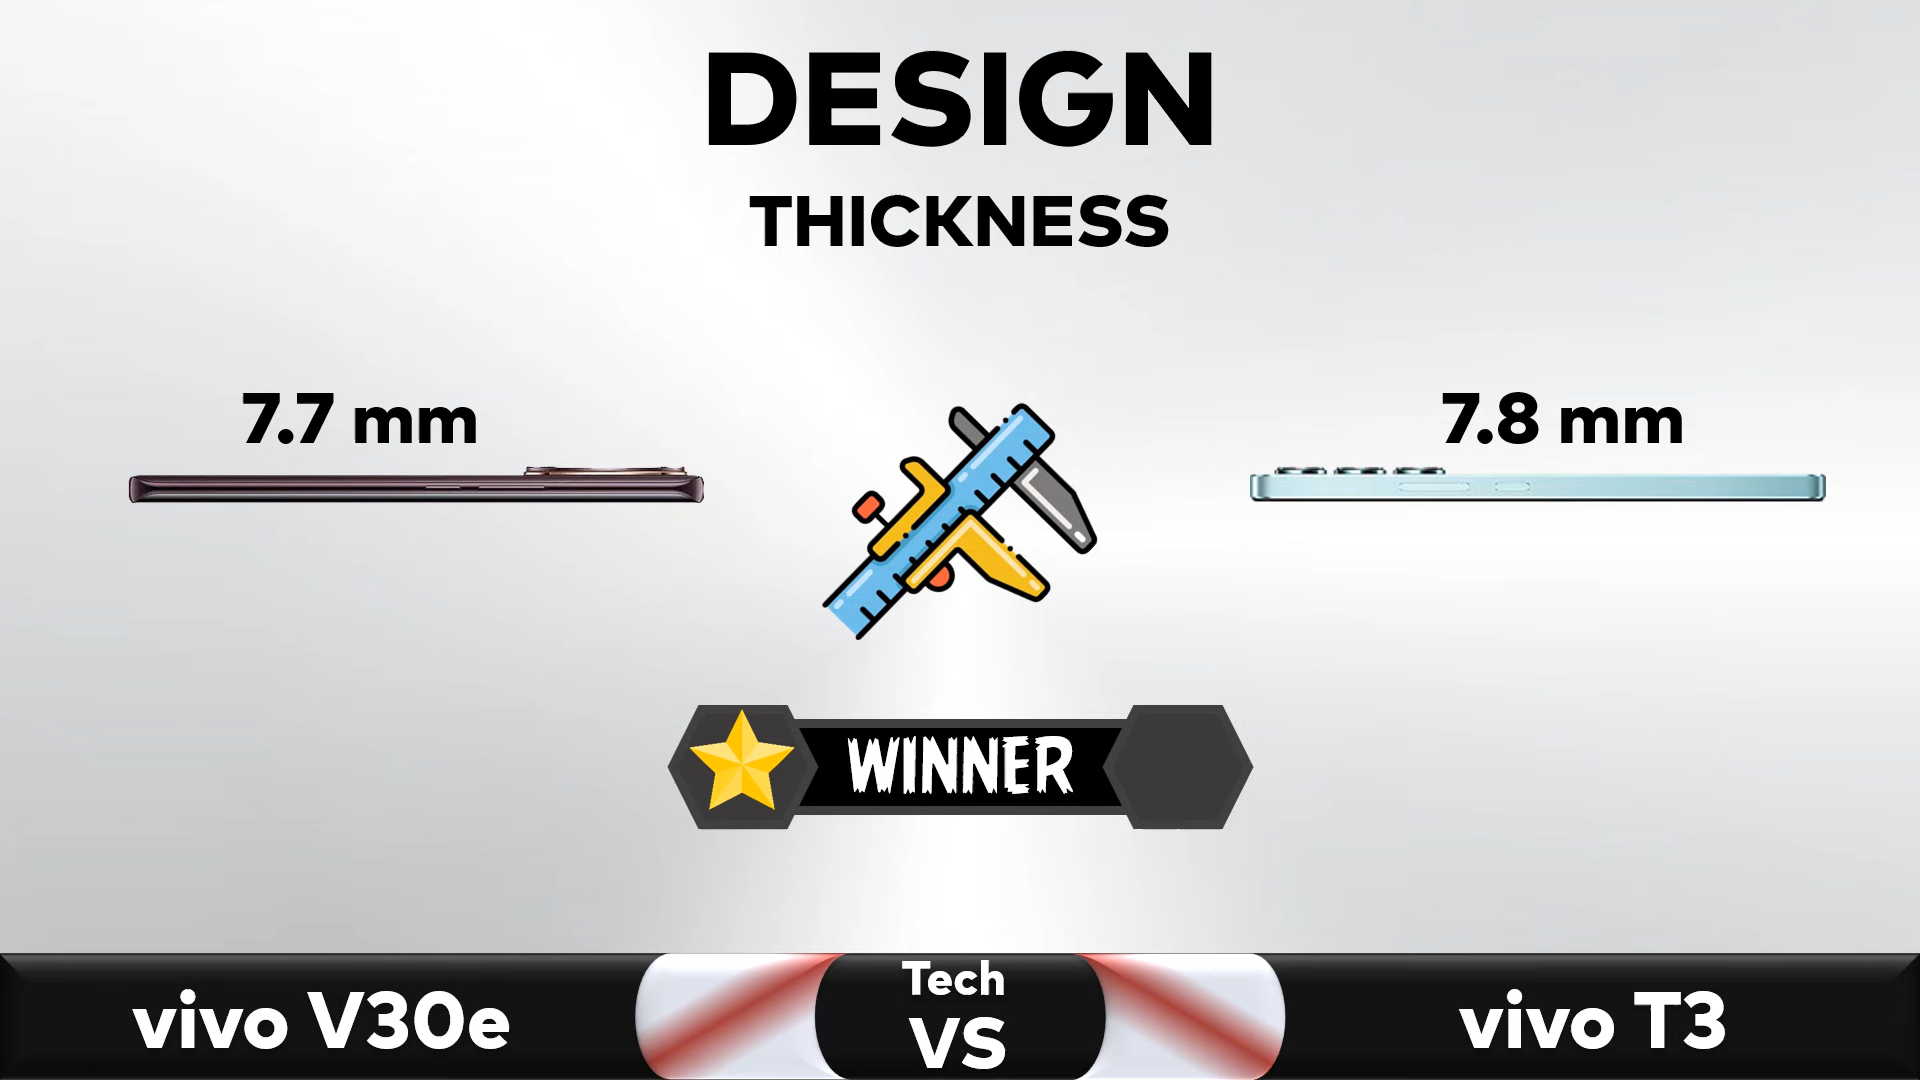 DESIGN
THICKNESS
7.7 mm
7.8 mm
WINNER
vivo V30e
Tech
VS
vivo T3